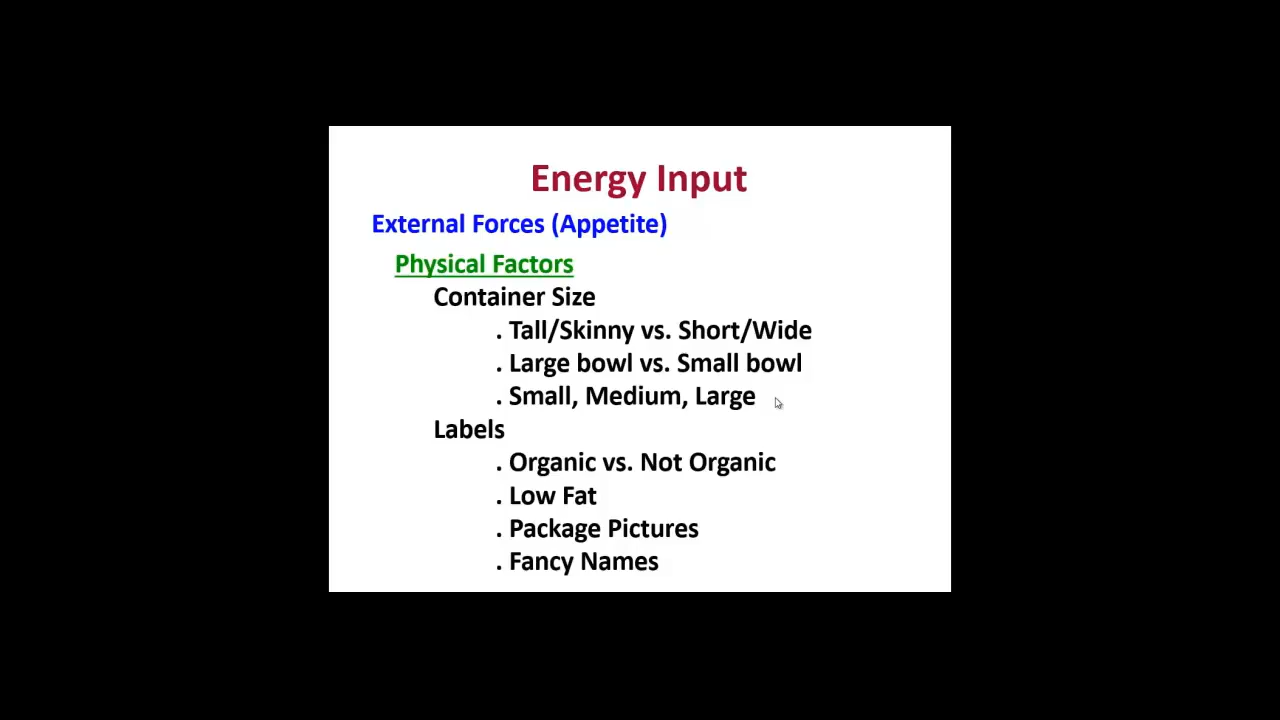 Energy Input
External Forces (Appetite)
Physical Factors
Container Size
. Tall/Skinny vs. Short/Wide
. Large bowl vs. Small bowl
. Small, Medium, Large
Labels
. Organic vs. Not Organic
. Low Fat
. Package Pictures
. Fancy Names